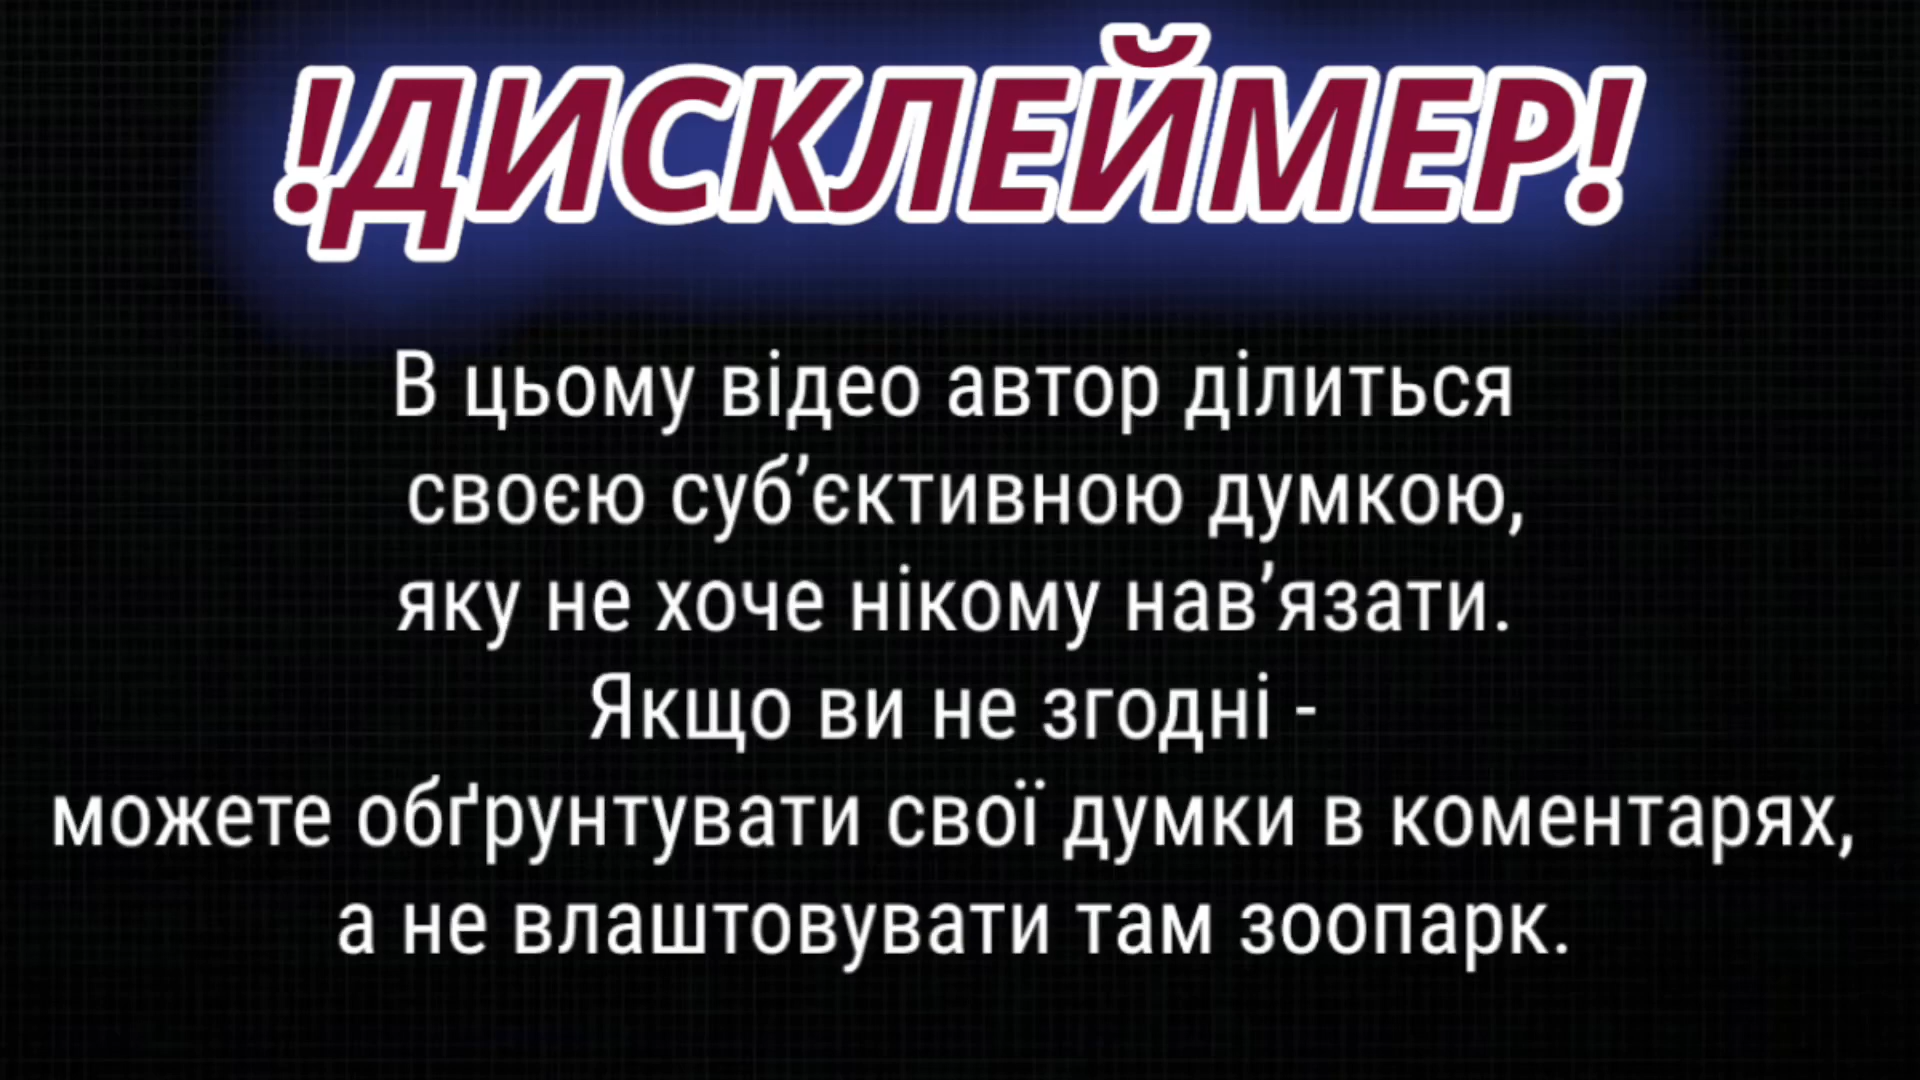 !ДИСКЛЕЙМЕР!
В цьому відео автор ділиться
своєю суб’єктивною думкою,
яку не хоче нікому нав’язати.
Якщо ви не згодні -
можете обґрунтувати свої думки в коментарях,
а не влаштовувати там зоопарк.